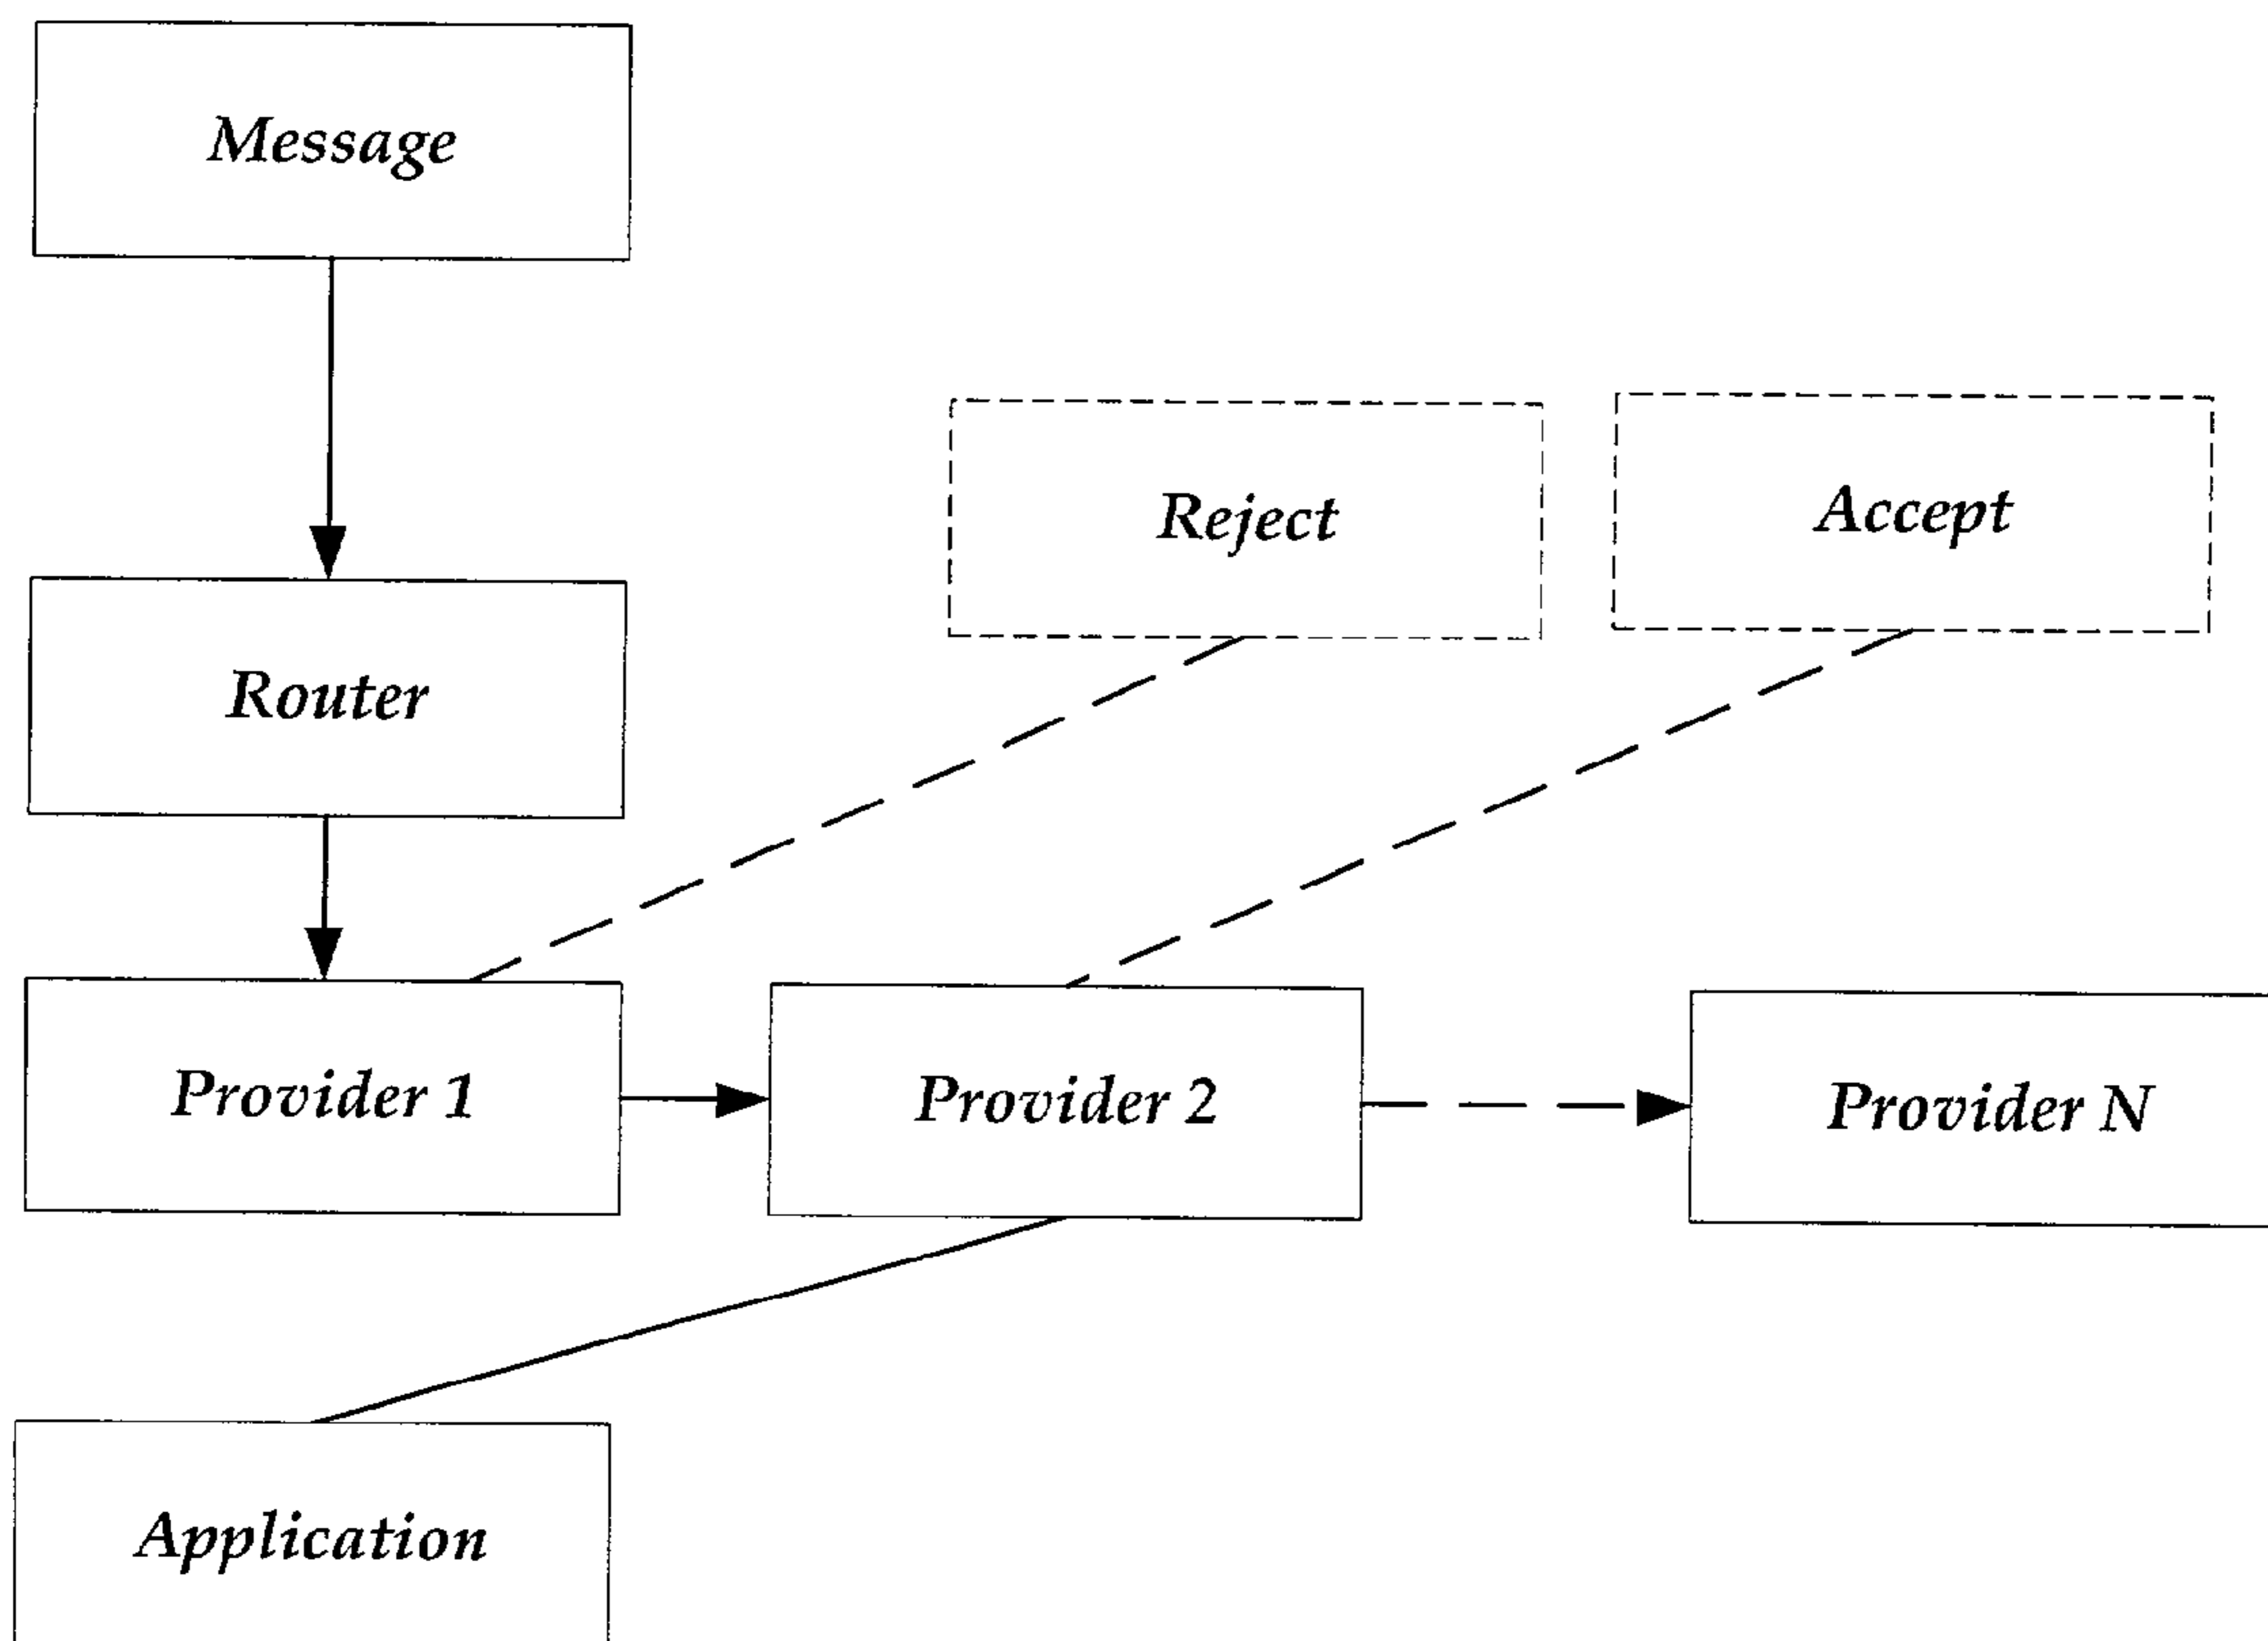 Message
Reject
Accept
Router
Provider 1
Provider 2
Provider N
Application